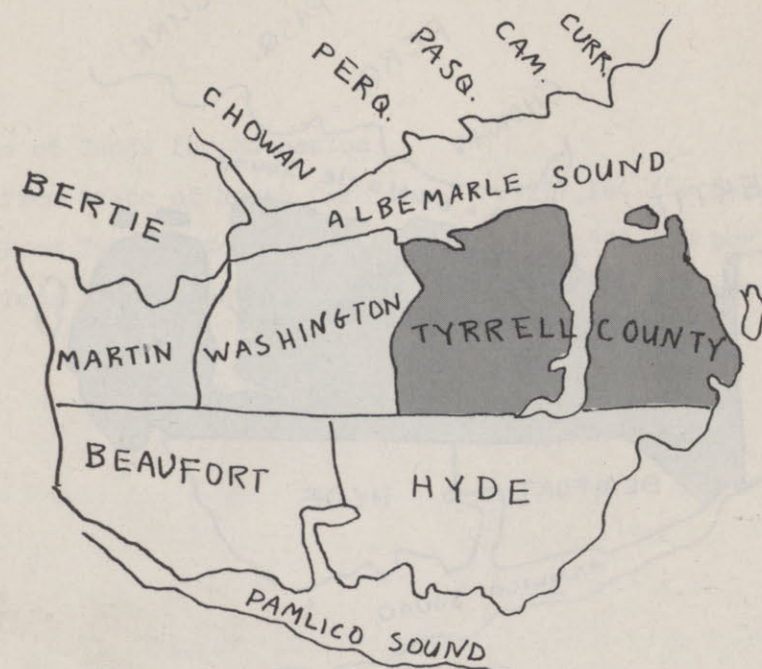 CURR.
CAM.
PASQ.
PERQ.
CHOWAN
BERTIE
ALBEMARLE SOUND
MARTIN
WASHINGTON
TYRRELL COUNTY
BEAUFORT
HYDE
PAMLICO SOUND